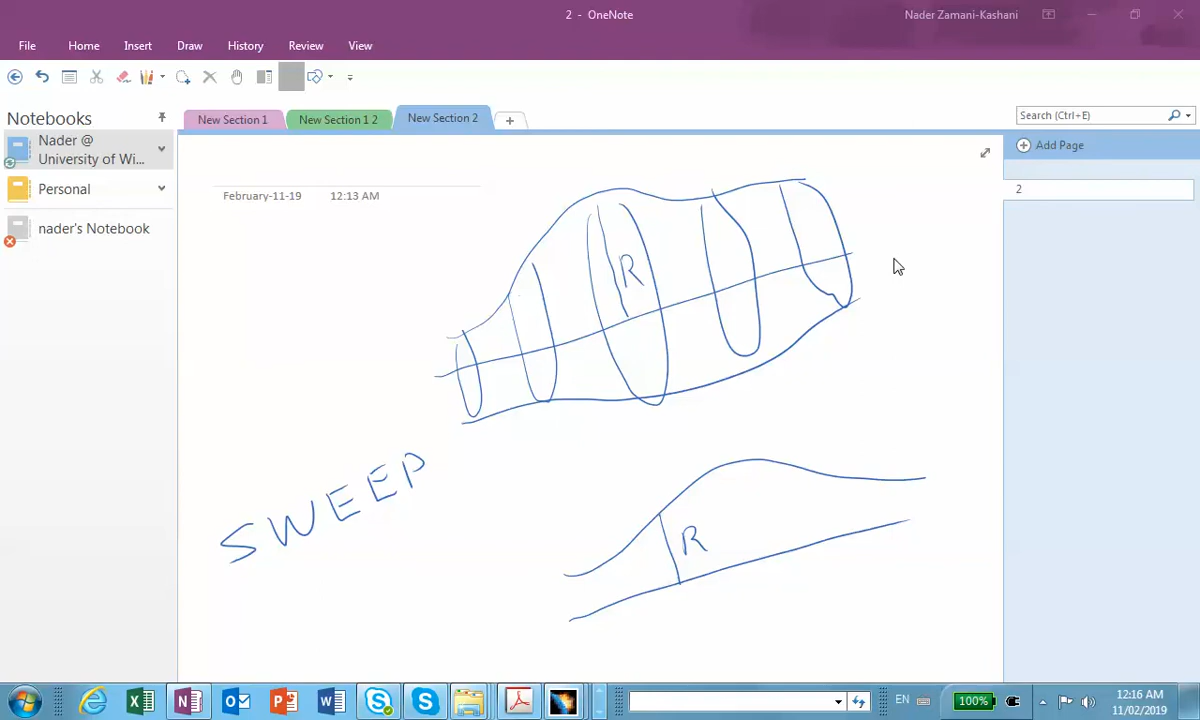 2 - OneNote
Nader Zamani-Kashani
File Home Insert Draw History Review View
Notebooks
New Section 1
New Section 1 2
New Section 2
Search (Ctrl+E)
Nader @
University of Wi...
Add Page
Personal
2
February-11-19 12:13 AM
nader's Notebook
R
SWEEP
R
EN
100%
12:16 AM
11/02/2019